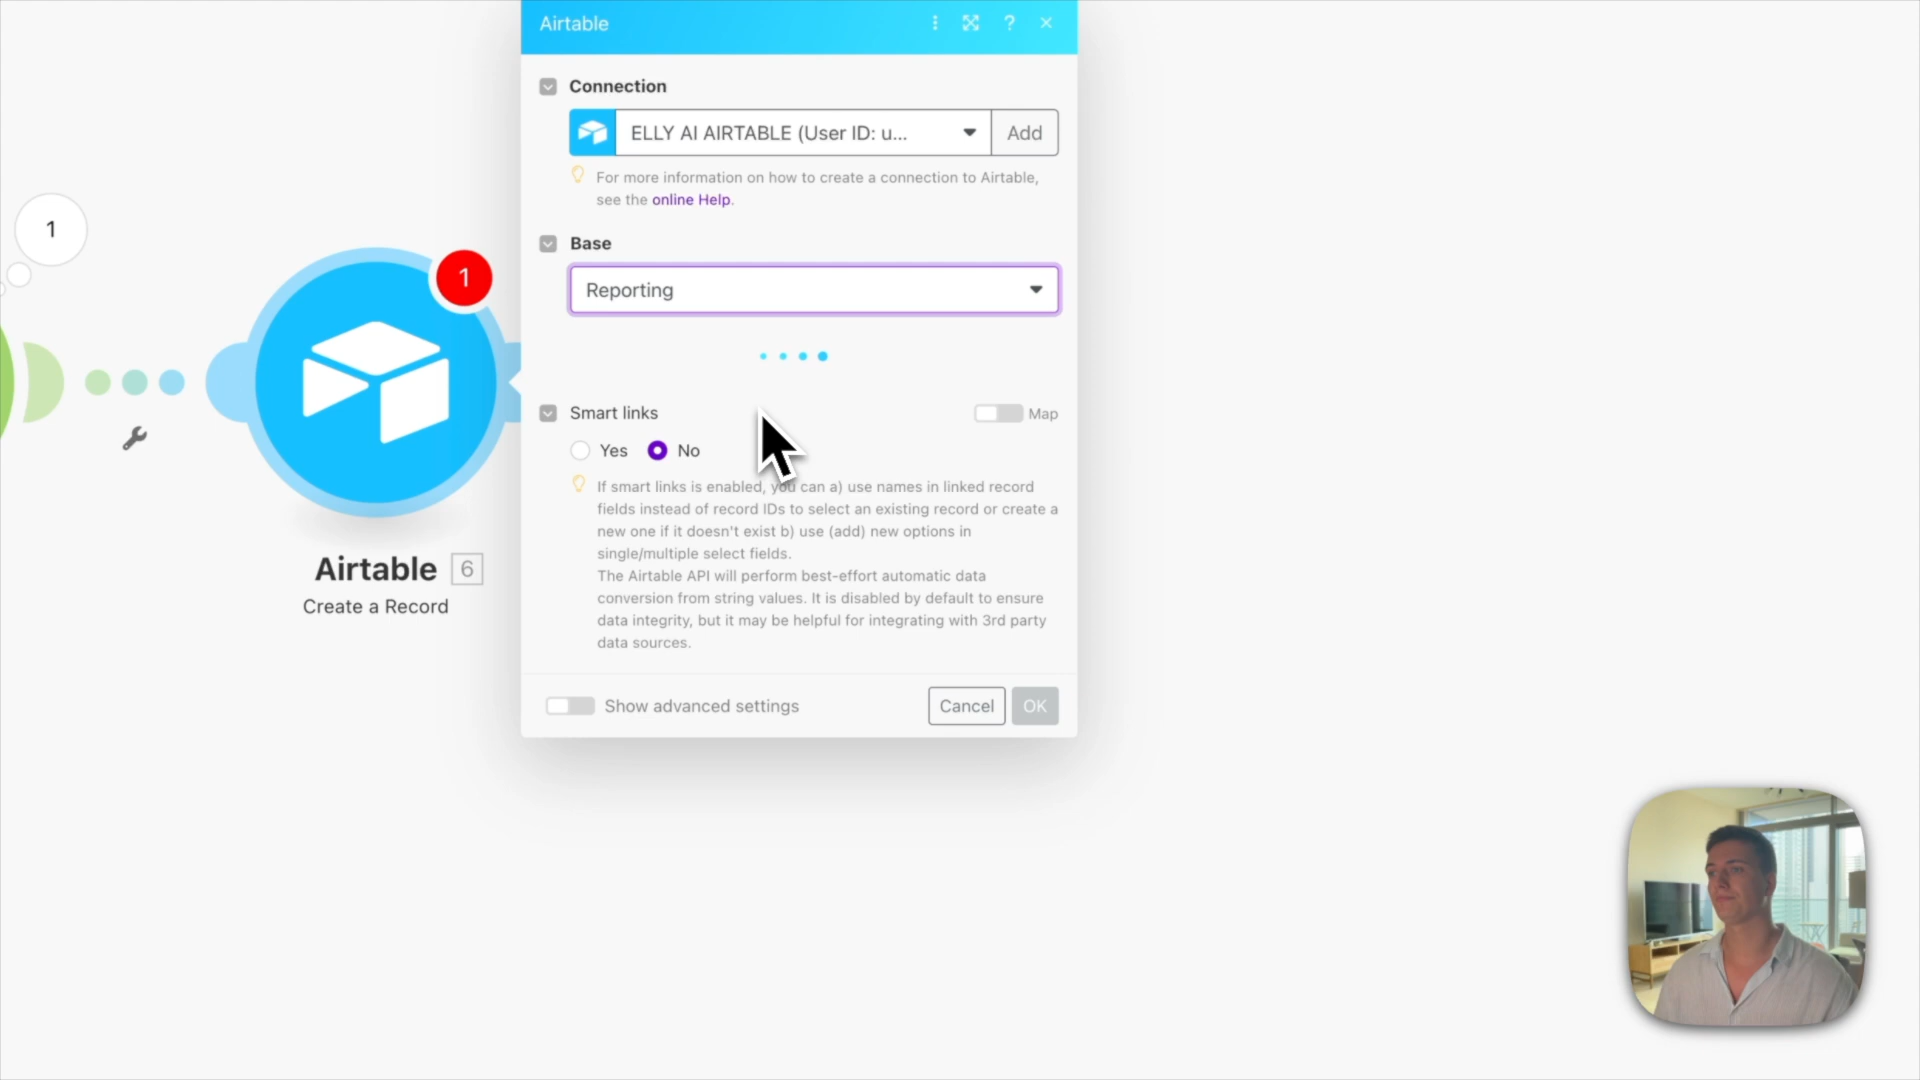 Airtable
?
Connection
ELLY AI AIRTABLE (User ID: u...
Add
For more information on how to create a connection to Airtable,
see the online Help.
1
Base
1
Reporting
Smart links
Map
Yes
No
If smart links is enabled, you can a) use names in linked record
fields instead of record IDs to select an existing record or create a
new one if it doesn't exist b) use (add) new options in
single/multiple select fields.
The Airtable API will perform best-effort automatic data
conversion from string values. It is disabled by default to ensure
data integrity, but it may be helpful for integrating with 3rd party
data sources.
Airtable 6
Create a Record
Show advanced settings
Cancel
OK